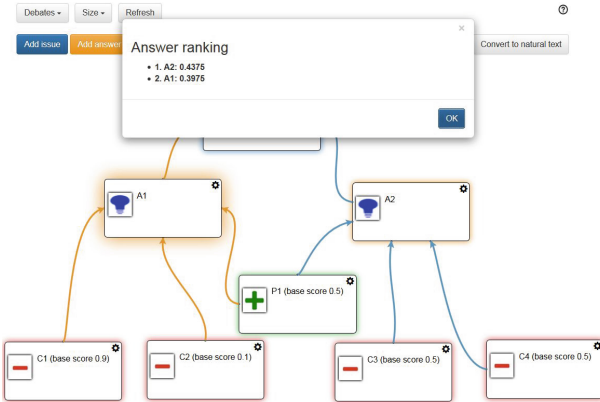 Debates
Size
Refresh
Add issue
Add answer
Convert to natural text
Answer ranking
1. A2: 0.4375
2. A1: 0.3975
OK
A1
A2
P1 (base score 0.5)
C1 (base score 0.9)
C2 (base score 0.1)
C3 (base score 0.5)
C4 (base score 0.5)